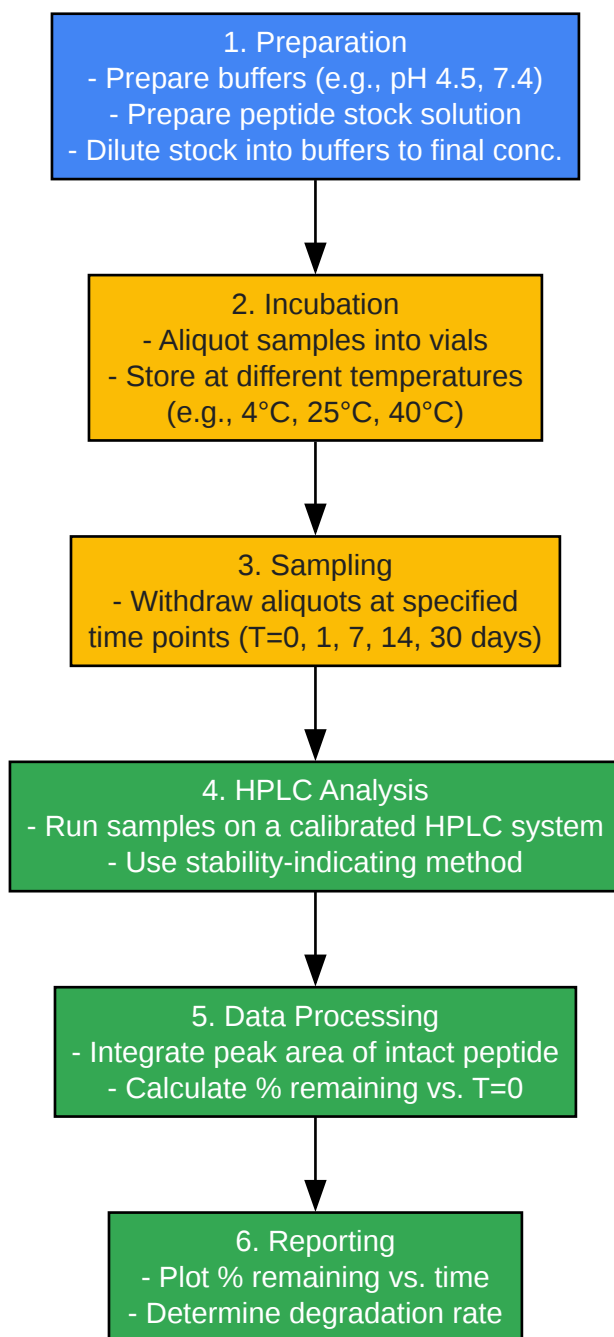 1. Preparation
- Prepare buffers (e.g., pH 4.5, 7.4)
- Prepare peptide stock solution
- Dilute stock into buffers to final conc.
2. Incubation
- Aliquot samples into vials
- Store at different temperatures
(e.g., 4°C, 25°C, 40°C)
3. Sampling
- Withdraw aliquots at specified
time points (T=0, 1, 7, 14, 30 days)
4. HPLC Analysis
- Run samples on a calibrated HPLC system
- Use stability-indicating method
5. Data Processing
- Integrate peak area of intact peptide
- Calculate % remaining vs. T=0
6. Reporting
- Plot % remaining vs. time
- Determine degradation rate